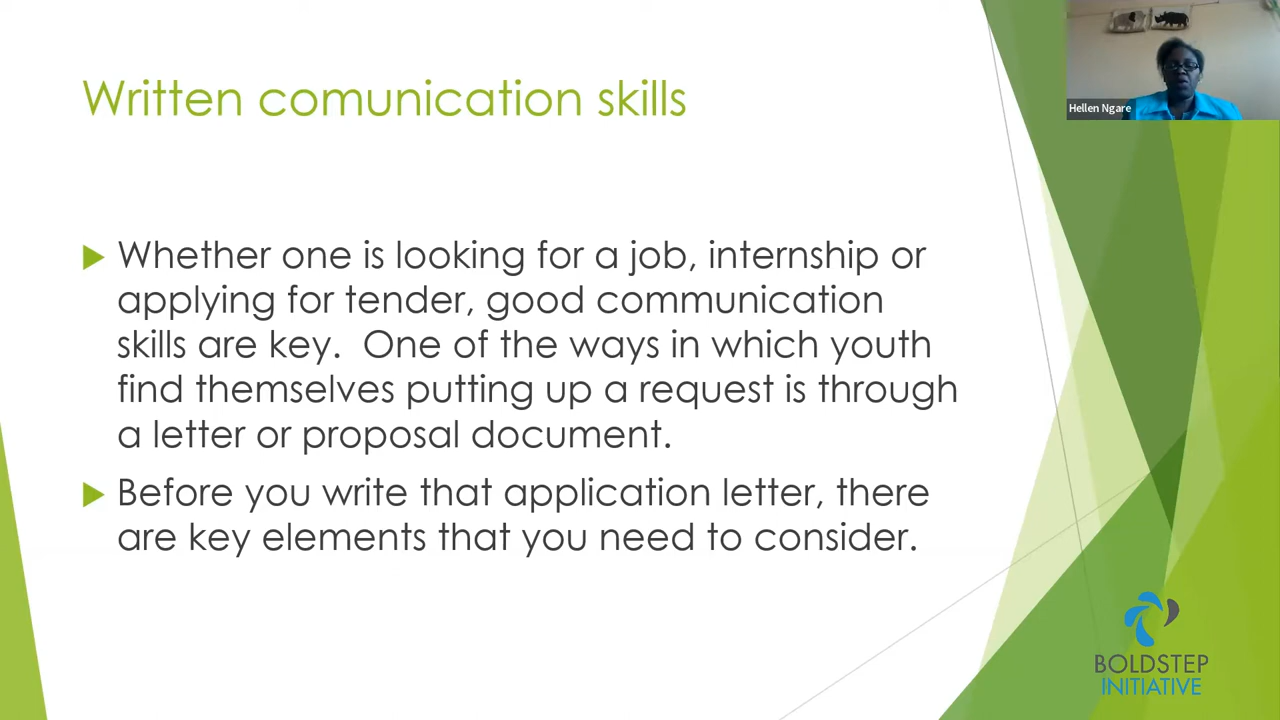 Written comunication skills
Hellen Ngare
Whether one is looking for a job, internship or
applying for tender, good communication
skills are key.  One of the ways in which youth
find themselves putting up a request is through
a letter or proposal document.
Before you write that application letter, there
are key elements that you need to consider.
BOLDSTEP
INITIATIVE